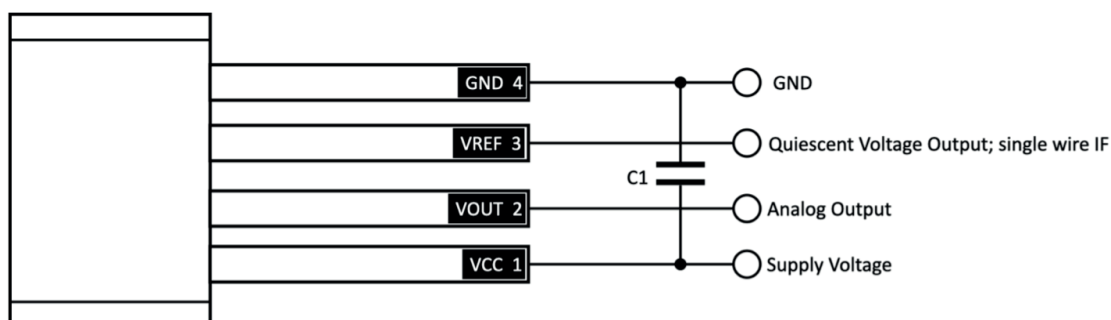 GND 4
GND
VREF 3
Quiescent Voltage Output; single wire IF
C1
VOUT 2
Analog Output
VCC 1
Supply Voltage